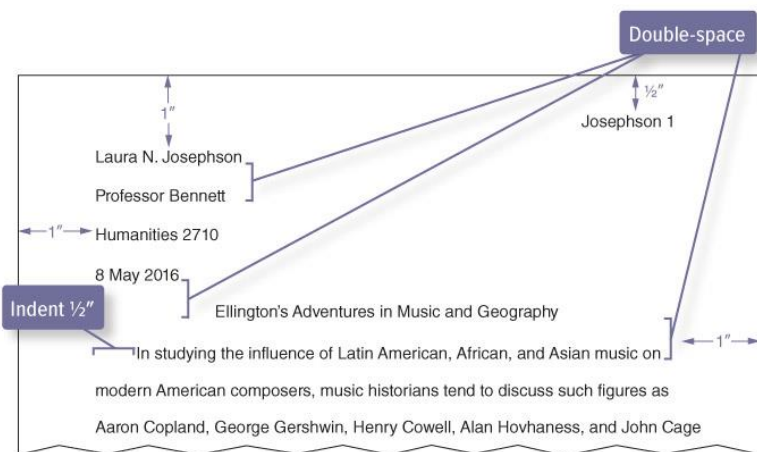 Double-space
1"
½"
Josephson 1
Laura N. Josephson
Professor Bennett
1"
Humanities 2710
8 May 2016
Indent ½"
Ellington's Adventures in Music and Geography
In studying the influence of Latin American, African, and Asian music on
1"
modern American composers, music historians tend to discuss such figures as
Aaron Copland, George Gershwin, Henry Cowell, Alan Hovhaness, and John Cage